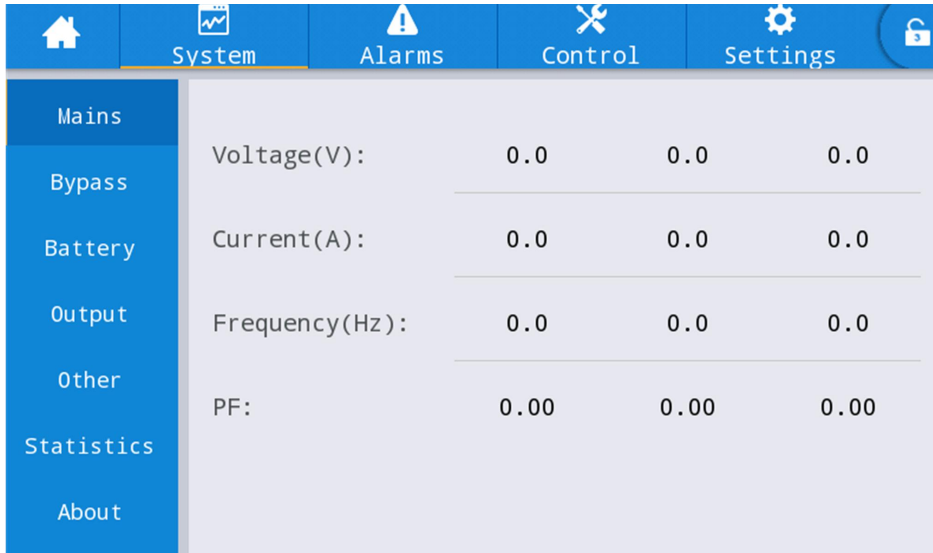 System Alarms Control Settings 3
Mains
Bypass
Battery
Output
Other
Statistics
About
Voltage(V): 0.0 0.0 0.0
Current(A): 0.0 0.0 0.0
Frequency(Hz): 0.0 0.0 0.0
PF: 0.00 0.00 0.00